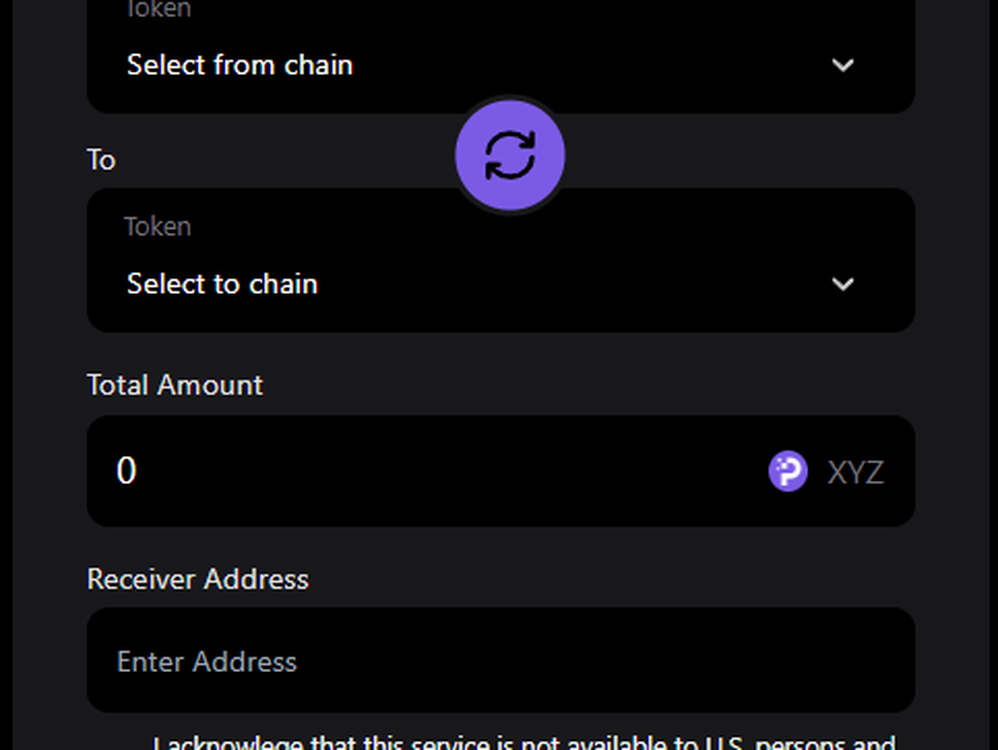 Token
Select from chain
To
Token
Select to chain
Total Amount
0 XYZ
Receiver Address
Enter Address
I acknowlege that this service is not available to U.S. persons and